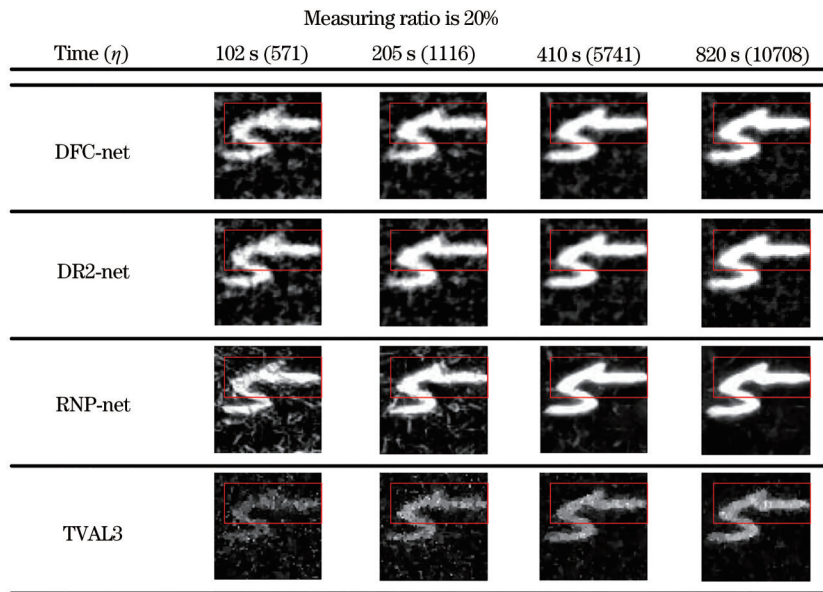 Measuring ratio is 20%
Time (η) 102 s (571) 205 s (1116) 410 s (5741) 820 s (10708)
DFC-net
DR2-net
RNP-net
TVAL3